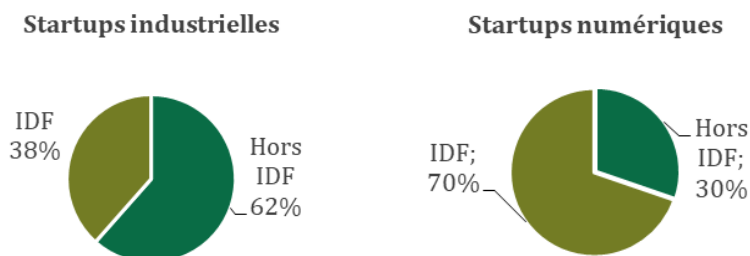 Startups industrielles
IDF
38%
Hors
IDF
62%
Startups numériques
IDF;
70%
Hors
IDF;
30%